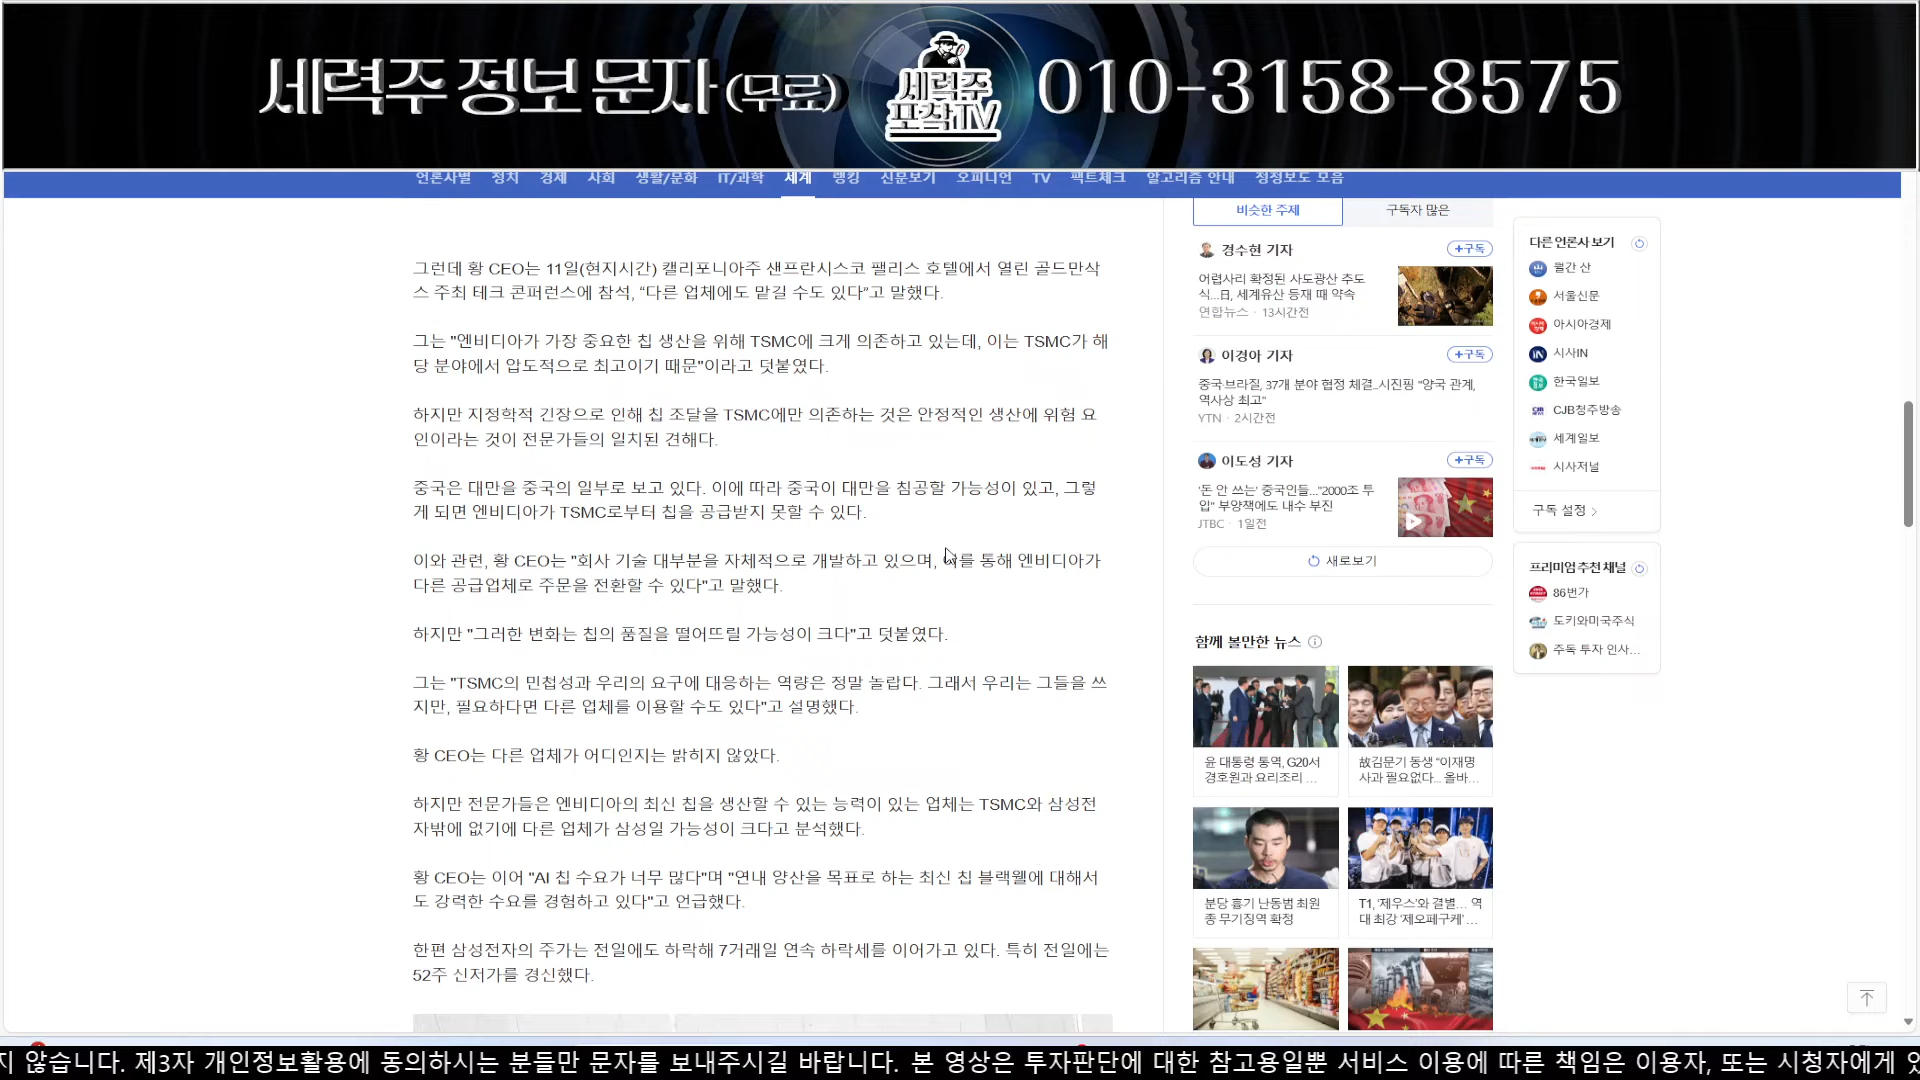 세력주 정보 문자 (무료)
세력주
포착TV
010-3158-8575
언론사별 정치 경제 사회 생활/문화 IT/과학 세계 랭킹 신문보기 오피니언 TV 팩트체크 알고리즘 안내 정정보도 모음
그런데 황 CEO는 11일(현지시간) 캘리포니아주 샌프란시스코 팰리스 호텔에서 열린 골드만삭
스 주최 테크 콘퍼런스에 참석, “다른 업체에도 맡길 수도 있다”고 말했다.
그는 "엔비디아가 가장 중요한 칩 생산을 위해 TSMC에 크게 의존하고 있는데, 이는 TSMC가 해
당 분야에서 압도적으로 최고이기 때문"이라고 덧붙였다.
하지만 지정학적 긴장으로 인해 칩 조달을 TSMC에만 의존하는 것은 안정적인 생산에 위험 요
인이라는 것이 전문가들의 일치된 견해다.
중국은 대만을 중국의 일부로 보고 있다. 이에 따라 중국이 대만을 침공할 가능성이 있고, 그렇
게 되면 엔비디아가 TSMC로부터 칩을 공급받지 못할 수 있다.
이와 관련, 황 CEO는 "회사 기술 대부분을 자체적으로 개발하고 있으며, 를 통해 엔비디아가
다른 공급업체로 주문을 전환할 수 있다"고 말했다.
하지만 "그러한 변화는 칩의 품질을 떨어뜨릴 가능성이 크다"고 덧붙였다.
그는 "TSMC의 민첩성과 우리의 요구에 대응하는 역량은 정말 놀랍다. 그래서 우리는 그들을 쓰
지만, 필요하다면 다른 업체를 이용할 수도 있다"고 설명했다.
황 CEO는 다른 업체가 어디인지는 밝히지 않았다.
하지만 전문가들은 엔비디아의 최신 칩을 생산할 수 있는 능력이 있는 업체는 TSMC와 삼성전
자밖에 없기에 다른 업체가 삼성일 가능성이 크다고 분석했다.
황 CEO는 이어 "AI 칩 수요가 너무 많다"며 "연내 양산을 목표로 하는 최신 칩 블랙웰에 대해서
도 강력한 수요를 경험하고 있다"고 언급했다.
한편 삼성전자의 주가는 전일에도 하락해 7거래일 연속 하락세를 이어가고 있다. 특히 전일에는
52주 신저가를 경신했다.
비슷한 주제 구독자 많은
경수현 기자 +구독
어렵사리 확정된 사도광산 추도
식...日, 세계유산 등재 때 약속
연합뉴스 · 13시간전
이경아 기자 +구독
중국·브라질, 37개 분야 협정 체결...시진핑 "양국 관계,
역사상 최고"
YTN · 2시간전
이도성 기자 +구독
'돈 안 쓰는' 중국인들..."2000조 투
입" 부양책에도 내수 부진
JTBC · 1일전
새로보기
함께 볼만한 뉴스
윤 대통령 통역, G20서
경호원과 요리조리 ...
故김문기 동생 “이재명
사과 필요없다... 올바...
분당 흉기 난동범 최원
종 무기징역 확정
T1, ‘제우스’와 결별... 역
대 최강 ‘제오페구케’ ...
다른 언론사 보기
월간 산
서울신문
아시아경제
시사IN
한국일보
CJB청주방송
세계일보
시사저널
구독 설정 >
프리미엄 추천 채널
86번가
도키와미국주식
주독 투자 인사...
지 않습니다. 제3자 개인정보활용에 동의하시는 분들만 문자를 보내주시길 바랍니다. 본 영상은 투자판단에 대한 참고용일뿐 서비스 이용에 따른 책임은 이용자, 또는 시청자에게 있